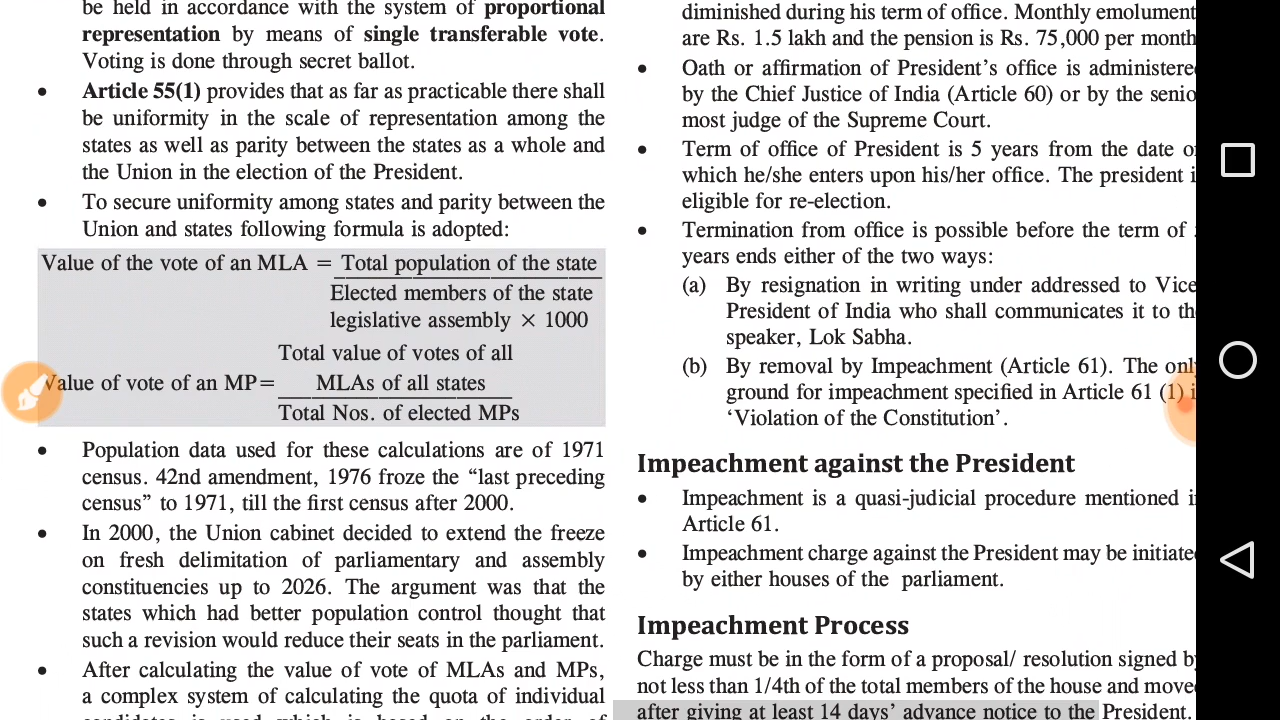 be held in accordance with the system of proportional
representation by means of single transferable vote.
Voting is done through secret ballot.
• Article 55(1) provides that as far as practicable there shall
be uniformity in the scale of representation among the
states as well as parity between the states as a whole and
the Union in the election of the President.
• To secure uniformity among states and parity between the
Union and states following formula is adopted:
Value of the vote of an MLA = Total population of the state
Elected members of the state
legislative assembly × 1000
Total value of votes of all
Value of vote of an MP= MLAs of all states
Total Nos. of elected MPs
• Population data used for these calculations are of 1971
census. 42nd amendment, 1976 froze the “last preceding
census” to 1971, till the first census after 2000.
• In 2000, the Union cabinet decided to extend the freeze
on fresh delimitation of parliamentary and assembly
constituencies up to 2026. The argument was that the
states which had better population control thought that
such a revision would reduce their seats in the parliament.
• After calculating the value of vote of MLAs and MPs,
a complex system of calculating the quota of individual
candidates is used which is based on the order of
diminished during his term of office. Monthly emolument
are Rs. 1.5 lakh and the pension is Rs. 75,000 per month
• Oath or affirmation of President’s office is administere
by the Chief Justice of India (Article 60) or by the senio
most judge of the Supreme Court.
• Term of office of President is 5 years from the date o
which he/she enters upon his/her office. The president i
eligible for re-election.
• Termination from office is possible before the term of
years ends either of the two ways:
(a) By resignation in writing under addressed to Vice
President of India who shall communicates it to th
speaker, Lok Sabha.
(b) By removal by Impeachment (Article 61). The onl
ground for impeachment specified in Article 61 (1) i
‘Violation of the Constitution’.
Impeachment against the President
• Impeachment is a quasi-judicial procedure mentioned i
Article 61.
• Impeachment charge against the President may be initiate
by either houses of the parliament.
Impeachment Process
Charge must be in the form of a proposal/ resolution signed b
not less than 1/4th of the total members of the house and move
after giving at least 14 days’ advance notice to the President.